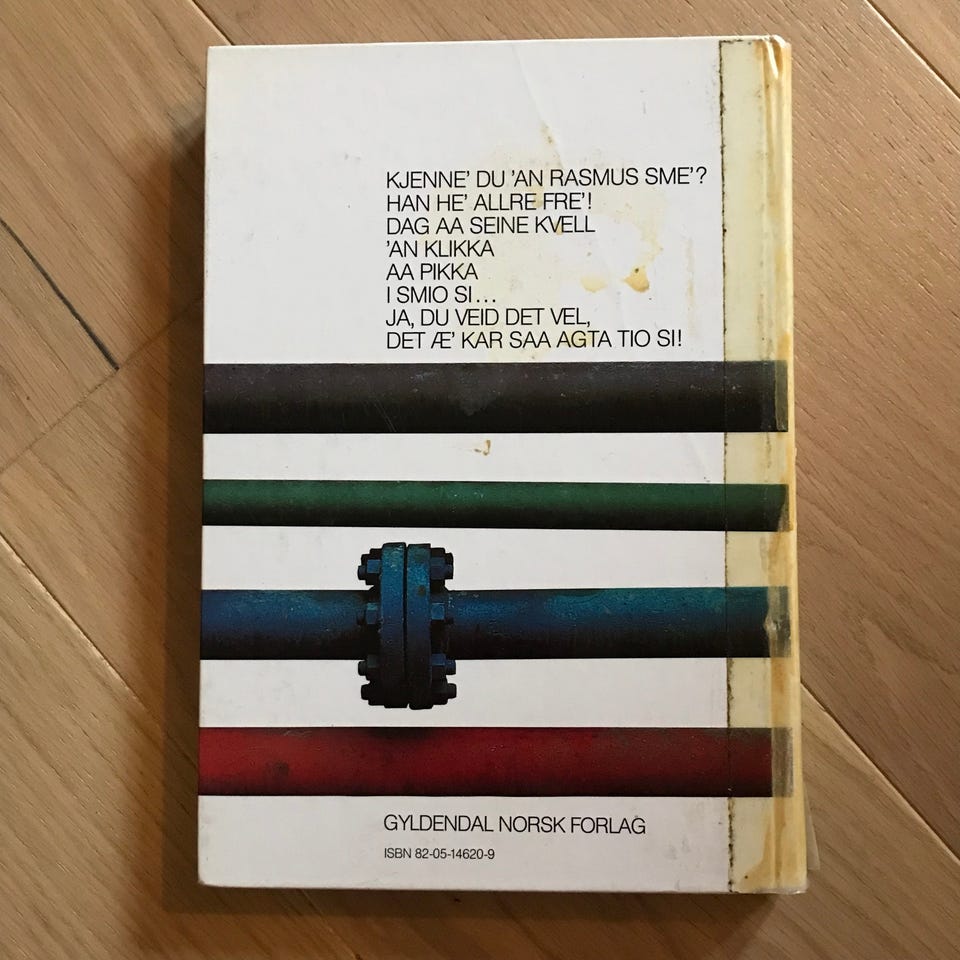 KJENNE' DU 'AN RASMUS SME'?
HAN HE' ALLRE FRE'!
DAG AA SEINE KVELL
'AN KLIKKA
AA PIKKA
I SMIO SI...
JA, DU VEID DET VEL,
DET Æ' KAR SAA AGTA TIO SI!
GYLDENDAL NORSK FORLAG
ISBN 82-05-14620-9